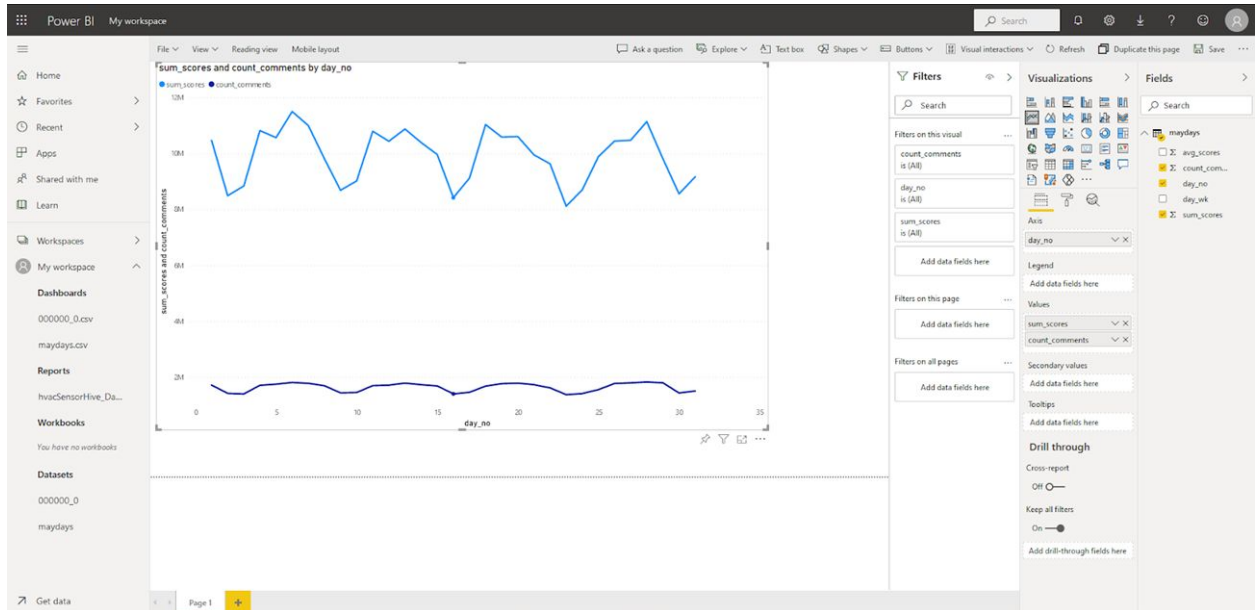 Power BI My workspace
Search
File View Reading view Mobile layout
Ask a question Explore Text box Shapes Buttons Visual interactions Refresh Duplicate this page Save
Home
Favorites
Recent
Apps
Shared with me
Learn
Workspaces
My workspace
Dashboards
000000_0.csv
maydays.csv
Reports
hvacSensorHive_Da...
Workbooks
You have no workbooks
Datasets
000000_0
maydays
Get data
sum_scores and count_comments by day_no
sum_scores count_comments
12M
10M
8M
6M
4M
2M
sum_scores and count_comments
0 5 10 15 20 25 30 35
day_no
Page 1
Filters
Search
Filters on this visual
count_comments
is (All)
day_no
is (All)
sum_scores
is (All)
Add data fields here
Filters on this page
Add data fields here
Filters on all pages
Add data fields here
Visualizations
Axis
day_no
Legend
Add data fields here
Values
sum_scores
count_comments
Secondary values
Add data fields here
Tooltips
Add data fields here
Drill through
Cross-report
Off
Keep all filters
On
Add drill-through fields here
Fields
Search
maydays
avg_scores
count_com...
day_no
day_wk
sum_scores